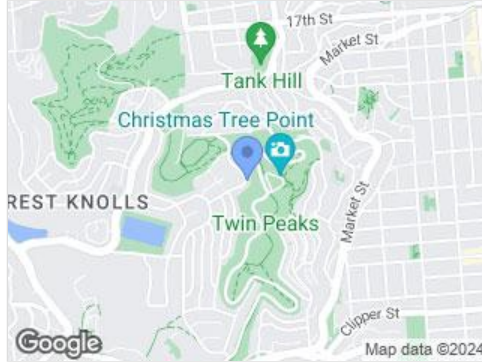 17th St
Market St
Tank Hill
Christmas Tree Point
REST KNOLLS
Twin Peaks
Market St
Clipper St
Google
Map data ©2024